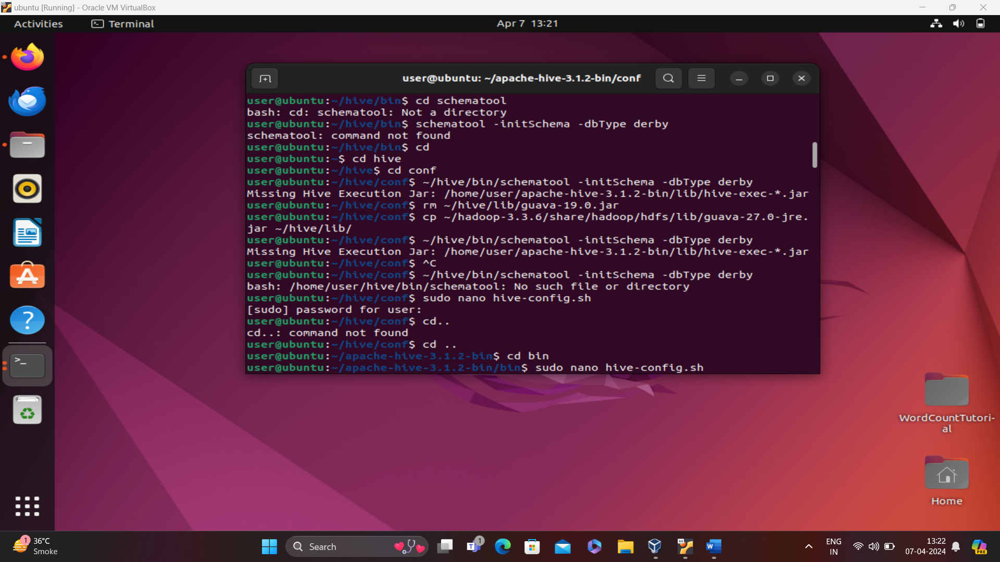 ubuntu [Running] - Oracle VM VirtualBox
Activities
Terminal
Apr 7 13:21
user@ubuntu: ~/apache-hive-3.1.2-bin/conf
user@ubuntu:~/hive/bin$ cd schematool
bash: cd: schematool: Not a directory
user@ubuntu:~/hive/bin$ schematool -initSchema -dbType derby
schematool: command not found
user@ubuntu:~/hive/bin$ cd
user@ubuntu:~$ cd hive
user@ubuntu:~/hive$ cd conf
user@ubuntu:~/hive/conf$ ~/hive/bin/schematool -initSchema -dbType derby
Missing Hive Execution Jar: /home/user/apache-hive-3.1.2-bin/lib/hive-exec-*.jar
user@ubuntu:~/hive/conf$ rm ~/hive/lib/guava-19.0.jar
user@ubuntu:~/hive/conf$ cp ~/hadoop-3.3.6/share/hadoop/hdfs/lib/guava-27.0-jre.
jar ~/hive/lib/
user@ubuntu:~/hive/conf$ ~/hive/bin/schematool -initSchema -dbType derby
Missing Hive Execution Jar: /home/user/apache-hive-3.1.2-bin/lib/hive-exec-*.jar
user@ubuntu:~/hive/conf$ ^C
user@ubuntu:~/hive/conf$ ~/hive/bin/schematool -initSchema -dbType derby
bash: /home/user/hive/bin/schematool: No such file or directory
user@ubuntu:~/hive/conf$ sudo nano hive-config.sh
[sudo] password for user:
user@ubuntu:~/hive/conf$ cd..
cd..: command not found
user@ubuntu:~/hive/conf$ cd ..
user@ubuntu:~/apache-hive-3.1.2-bin$ cd bin
user@ubuntu:~/apache-hive-3.1.2-bin/bin$ sudo nano hive-config.sh
WordCountTutori-
al
Home
1
36°C
Smoke
Search
1
T
64
W
ENG
IN
13:22
07-04-2024
PRE